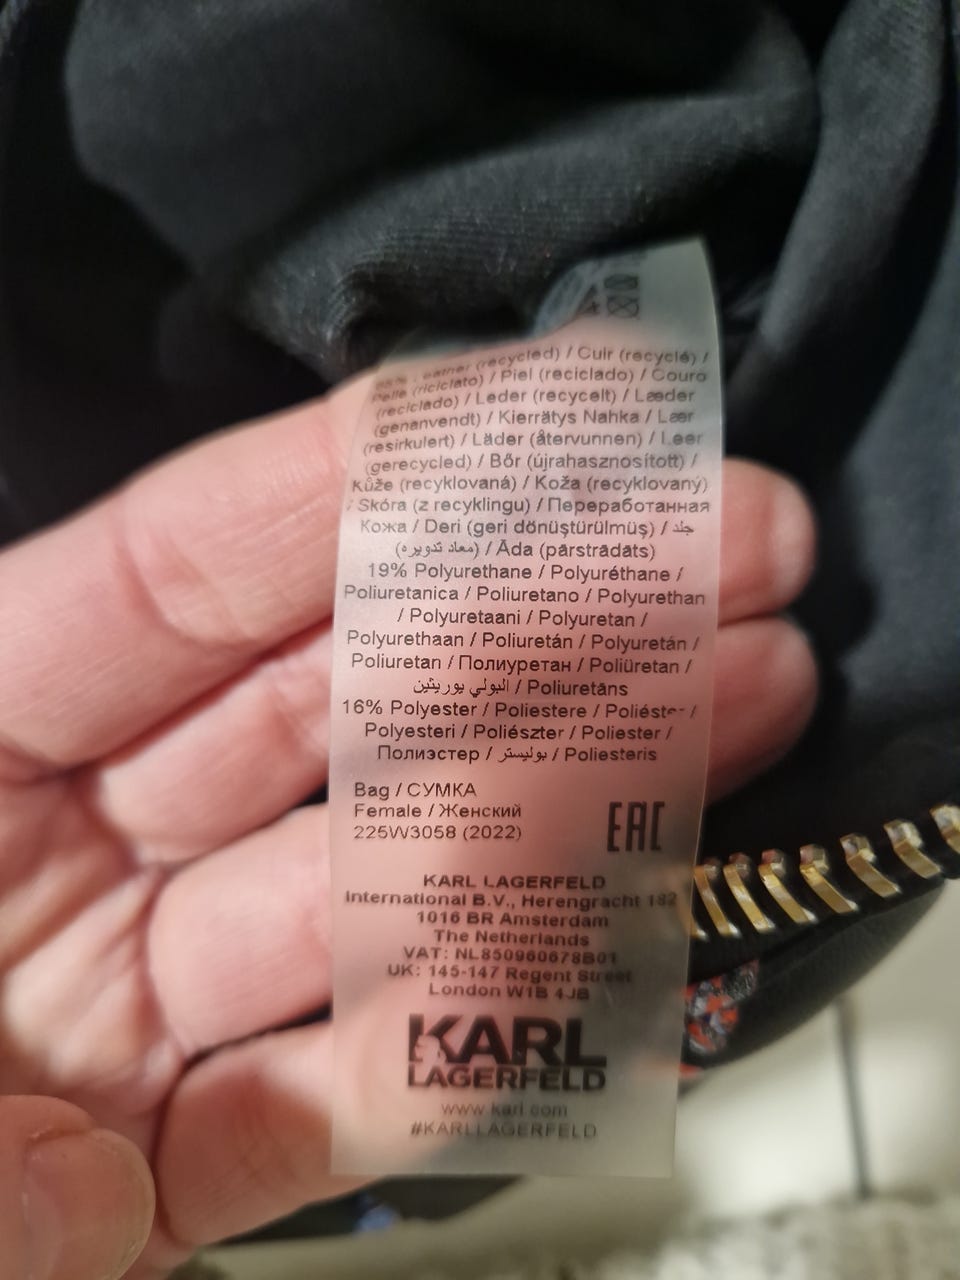 65% Leather (recycled) / Cuir (recyclé) /
Pelle (riciclato) / Piel (reciclado) / Couro
(reciclado) / Leder (recycelt) / Læder
(genanvendt) / Kierrätys Nahka / Lær
(resirkulert) / Läder (återvunnen) / Leer
(gerecycled) / Bőr (újrahasznosított) /
Kůže (recyklovaná) / Koža (recyklovaný)
/ Skóra (z recyklingu) / Переработанная
Кожа / Deri (geri dönüştürülmüş) / جلد
(معاد تدويره) / Āda (pārstrādāts)
19% Polyurethane / Polyuréthane /
Poliuretanica / Poliuretano / Polyurethan
/ Polyuretaani / Polyuretan /
Polyurethaan / Poliuretán / Polyuretán /
Poliuretan / Полиуретан / Poliüretan /
البولي يوريثين / Poliuretāns
16% Polyester / Poliestere / Poliéster /
Polyesteri / Poliészter / Poliester /
Полиэстер / بوليستر / Poliesteris
Bag / СУМКА
Female / Женский
225W3058 (2022)
EAC
KARL LAGERFELD
International B.V., Herengracht 182
1016 BR Amsterdam
The Netherlands
VAT: NL850960678B01
UK: 145-147 Regent Street
London W1B 4JB
KARL
LAGERFELD
www.karl.com
#KARLLAGERFELD